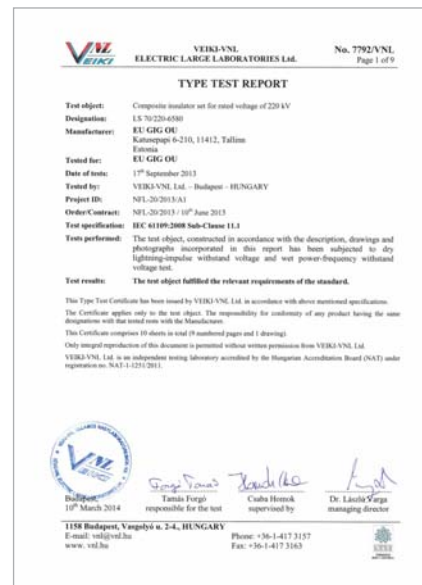 VNL
VEIKI
VEIKI-VNL
ELECTRIC LARGE LABORATORIES Ltd.
No. 7792/VNL
Page 1 of 9
TYPE TEST REPORT
Test object: Composite insulator set for rated voltage of 220 kV
Designation: LS 70/220-6580
Manufacturer: EU GIG OU
Katusepapi 6-210, 11412, Tallinn
Estonia
Tested for: EU GIG OU
Date of tests: 17th September 2013
Tested by: VEIKI-VNL Ltd. – Budapest – HUNGARY
Project ID: NFL-20/2013/A1
Order/Contract: NFL-20/2013 / 10th June 2013
Test specification: IEC 61109:2008 Sub-Clause 11.1
Tests performed: The test object, constructed in accordance with the description, drawings and
photographs incorporated in this report has been subjected to dry
lightning-impulse withstand voltage and wet power-frequency withstand
voltage test.
Test results: The test object fulfilled the relevant requirements of the standard.
This Type Test Certificate has been issued by VEIKI-VNL Ltd. in accordance with above mentioned specifications.
The Certificate applies only to the test object. The responsibility for conformity of any product having the same
designations with that tested rests with the Manufacturer.
This Certificate comprises 10 sheets in total (9 numbered pages and 1 drawing).
Only integral reproduction of this document is permitted without written permission from VEIKI-VNL Ltd.
VEIKI-VNL Ltd. is an independent testing laboratory accredited by the Hungarian Accreditation Board (NAT) under
registration no. NAT-1-1251/2011.
VNL
Budapest,
10th March 2014
Tamás Forgó
responsible for the test
Csaba Homok
supervised by
Dr. László Varga
managing director
1158 Budapest, Vasgolyó u. 2-4., HUNGARY
E-mail: vnl@vnl.hu
www. vnl.hu
Phone: +36-1-417 3157
Fax: +36-1-417 3163